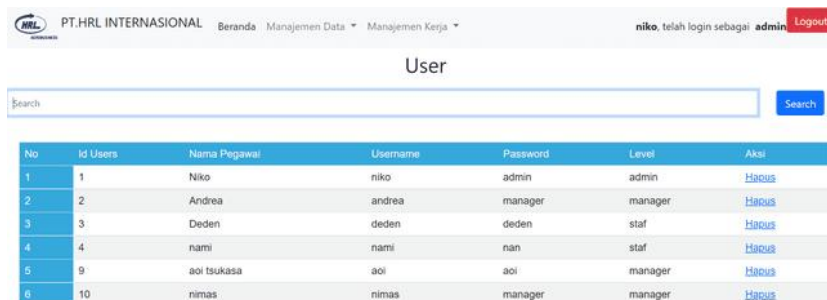 HRL
PT.HRL INTERNASIONAL Beranda Manajemen Data Manajemen Kerja niko, telah login sebagai admin Logout
User
Search Search
No Id Users Nama Pegawai Username Password Level Aksi
1 1 Niko niko admin admin Hapus
2 2 Andrea andrea manager manager Hapus
3 3 Deden deden deden staf Hapus
4 4 nami nami nan staf Hapus
5 9 aoi tsukasa aoi aoi manager Hapus
6 10 nimas nimas manager manager Hapus